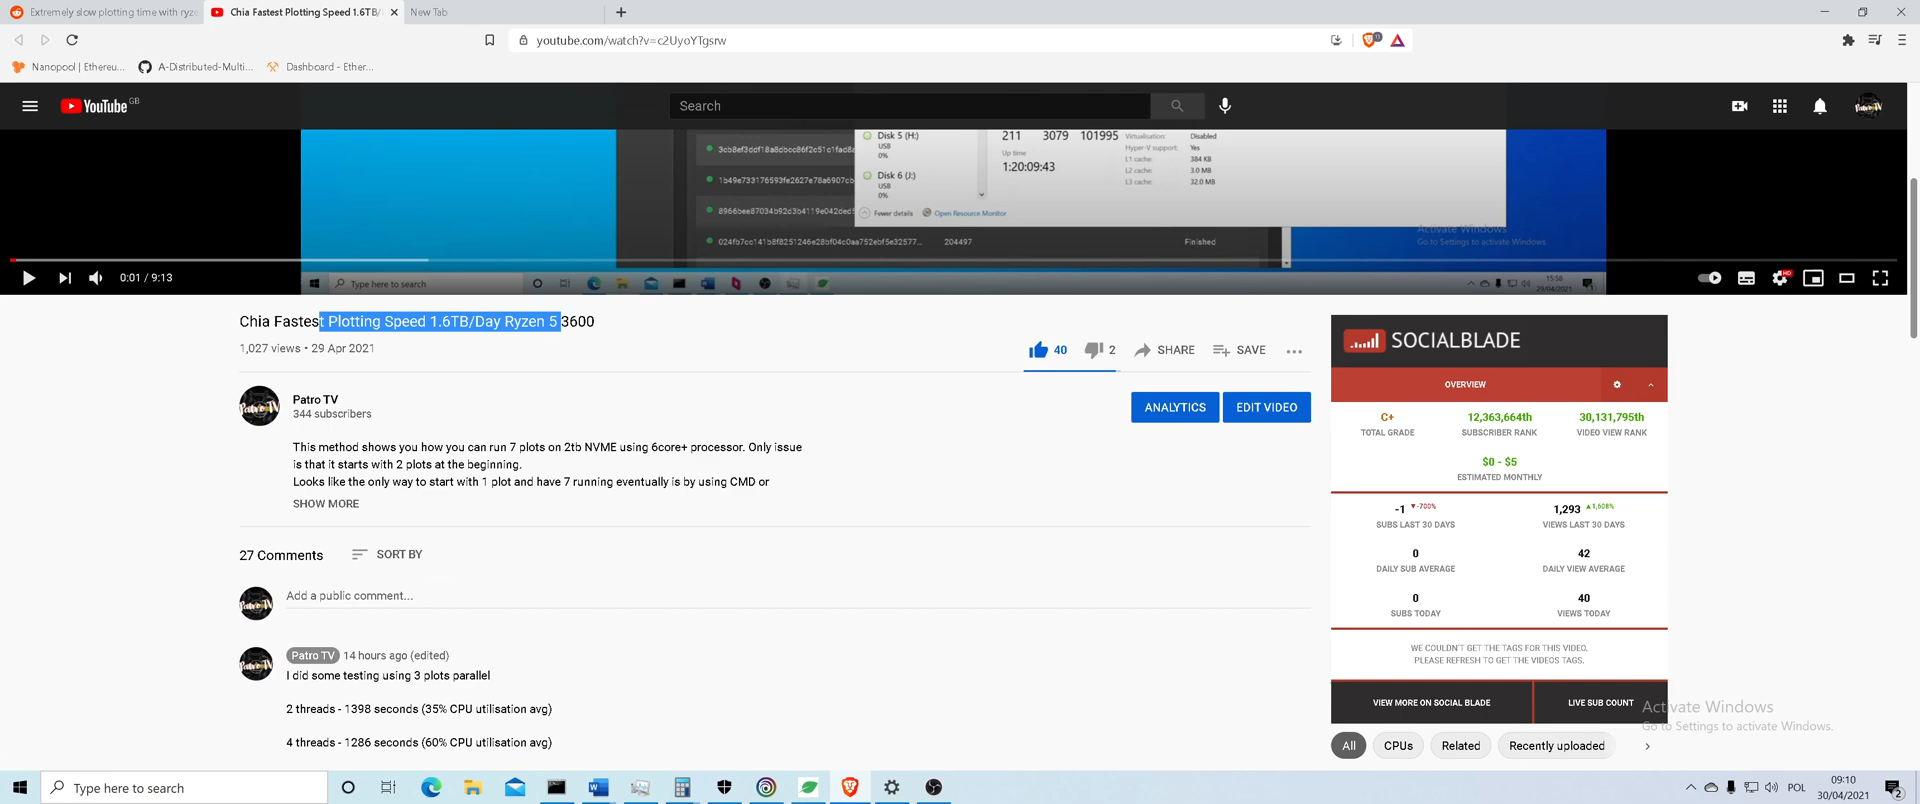 Extremely slow plotting time with ryze
Chia Fastest Plotting Speed 1.6TB/
New Tab
youtube.com/watch?v=c2UyoYTgsrw
Nanopool | Ethereu...
A-Distributed-Multi...
Dashboard - Ether...
YouTube GB
Search
Disk 5 (H:)
USB
0%
Disk 6 (J:)
USB
0%
211 3079 101995
Up time
1:20:09:43
Virtualisation: Disabled
Hyper-V support: Yes
L1 cache: 384 KB
L2 cache: 3.0 MB
L3 cache: 32.0 MB
3cb8ef3ddf18a8dbcc86f2c51c1fad8a
1b49e733176593fe2627e78a6907cb
8966bee87034b92d3b4119e042ded5
024fb7cc141b8f8251246e28bf04c0aa752ebf5e32577... 204497 Finished
Fewer details Open Resource Monitor
Activate Windows
Go to Settings to activate Windows.
Type here to search
15:58
29/04/2021
0:01 / 9:13
HD
Chia Fastest Plotting Speed 1.6TB/Day Ryzen 5 3600
1,027 views • 29 Apr 2021
40 2 SHARE SAVE
Patro TV
344 subscribers
ANALYTICS EDIT VIDEO
This method shows you how you can run 7 plots on 2tb NVME using 6core+ processor. Only issue
is that it starts with 2 plots at the beginning.
Looks like the only way to start with 1 plot and have 7 running eventually is by using CMD or
SHOW MORE
27 Comments SORT BY
Add a public comment...
Patro TV 14 hours ago (edited)
I did some testing using 3 plots parallel
2 threads - 1398 seconds (35% CPU utilisation avg)
4 threads - 1286 seconds (60% CPU utilisation avg)
SOCIALBLADE
OVERVIEW
C+ 12,363,664th 30,131,795th
TOTAL GRADE SUBSCRIBER RANK VIDEO VIEW RANK
$0 - $5
ESTIMATED MONTHLY
-1 -700% 1,293 1,608%
SUBS LAST 30 DAYS VIEWS LAST 30 DAYS
0 42
DAILY SUB AVERAGE DAILY VIEW AVERAGE
0 40
SUBS TODAY VIEWS TODAY
WE COULDN'T GET THE TAGS FOR THIS VIDEO.
PLEASE REFRESH TO GET THE VIDEOS TAGS.
VIEW MORE ON SOCIAL BLADE LIVE SUB COUNT
Activate Windows
Go to Settings to activate Windows.
All CPUs Related Recently uploaded
Type here to search
POL
09:10
30/04/2021
2